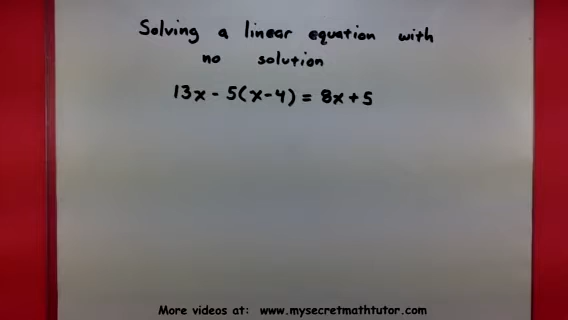 Solving a linear equation with
no solution
13x - 5(x-4) = 8x+5
More videos at: www.mysecretmathtutor.com